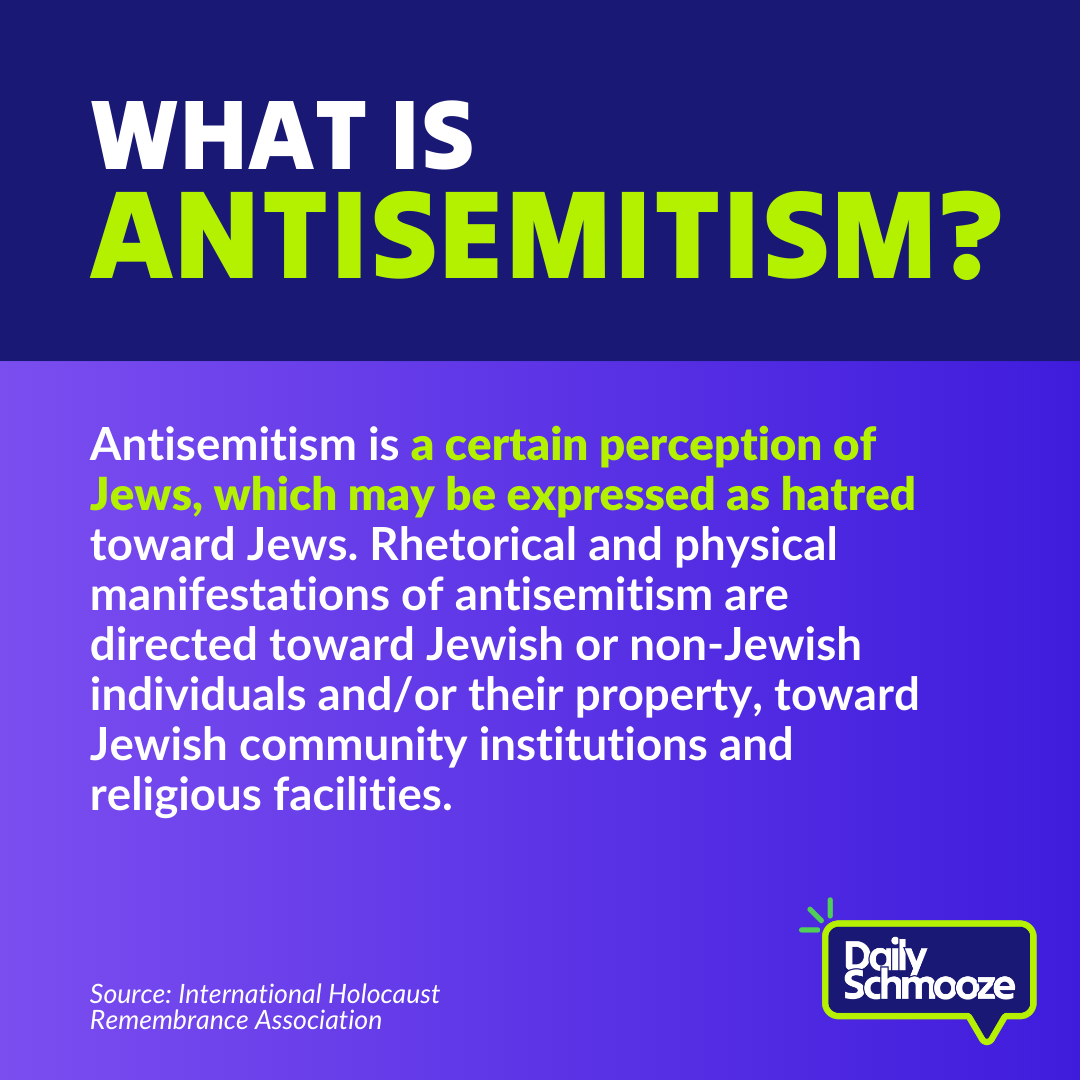 WHAT IS
ANTISEMITISM?
Antisemitism is a certain perception of
Jews, which may be expressed as hatred
toward Jews. Rhetorical and physical
manifestations of antisemitism are
directed toward Jewish or non-Jewish
individuals and/or their property, toward
Jewish community institutions and
religious facilities.
Source: International Holocaust
Remembrance Association
Daily
Schmooze